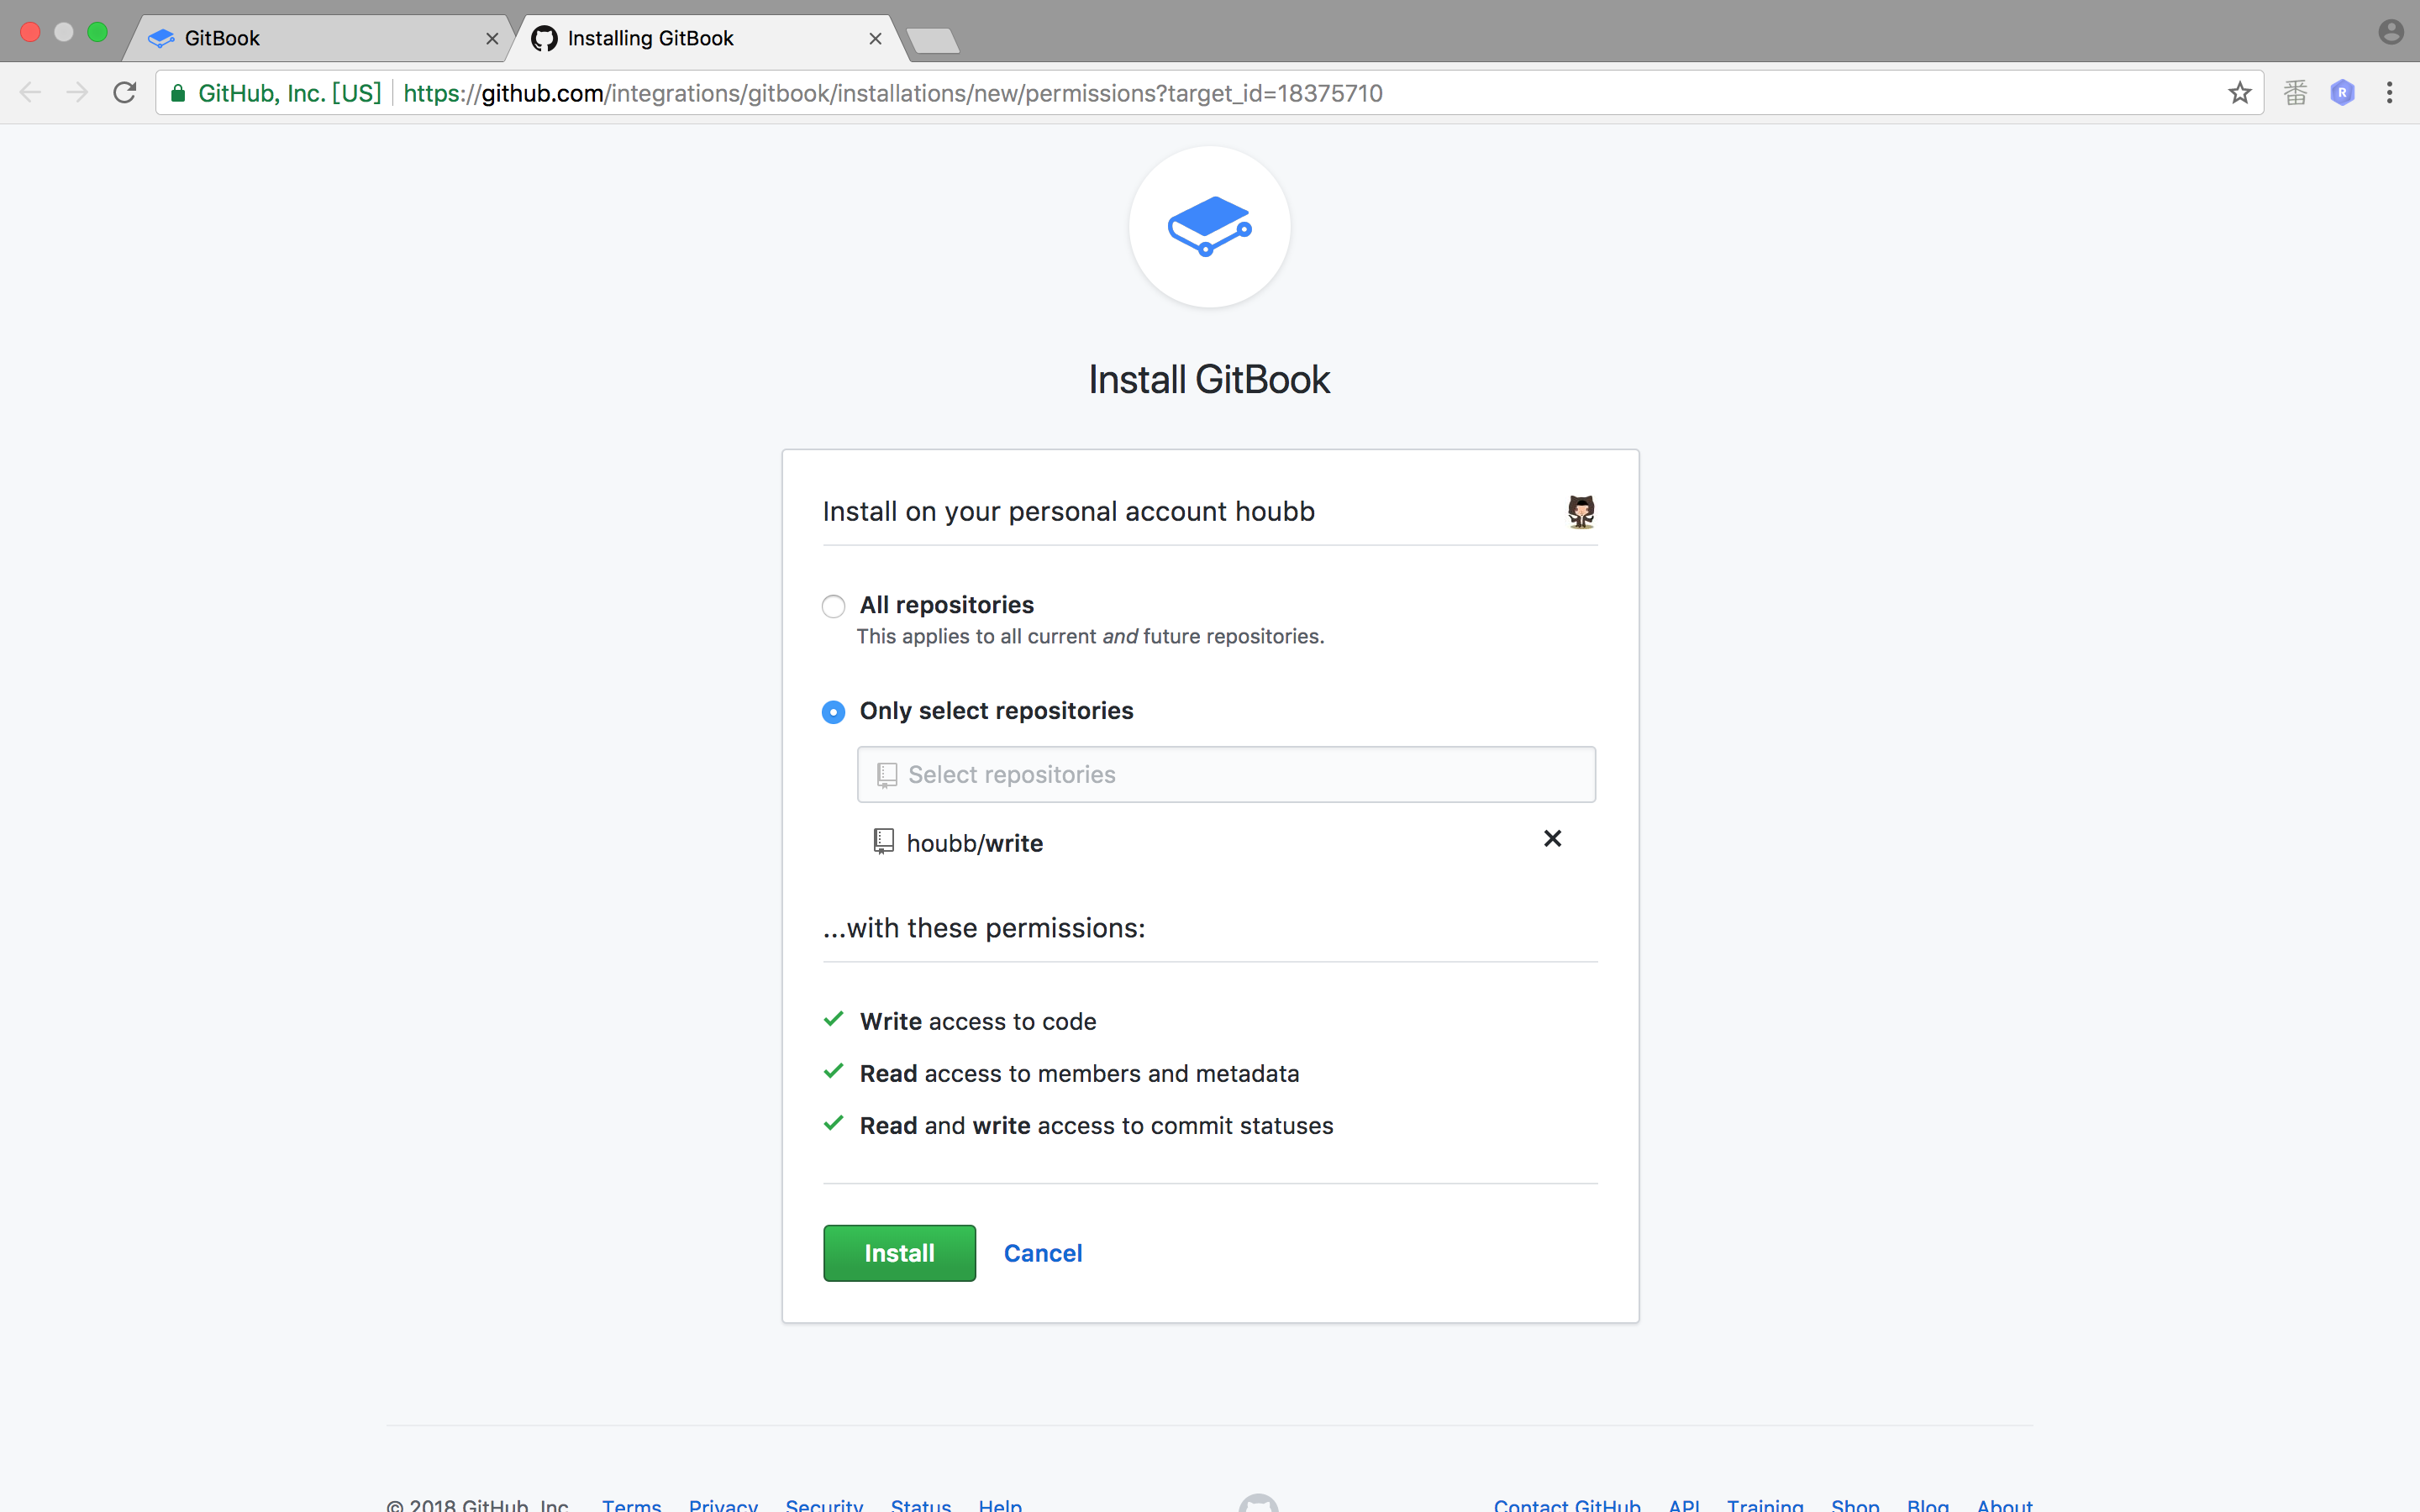 GitBook
Installing GitBook
GitHub, Inc. [US]
https://github.com/integrations/gitbook/installations/new/permissions?target_id=18375710
番
R
Install GitBook
Install on your personal account houbb
All repositories
This applies to all current and future repositories.
Only select repositories
Select repositories
houbb/write
...with these permissions:
Write access to code
Read access to members and metadata
Read and write access to commit statuses
Install Cancel
© 2018 GitHub, Inc. Terms Privacy Security Status Help Contact GitHub API Training Shop Blog About